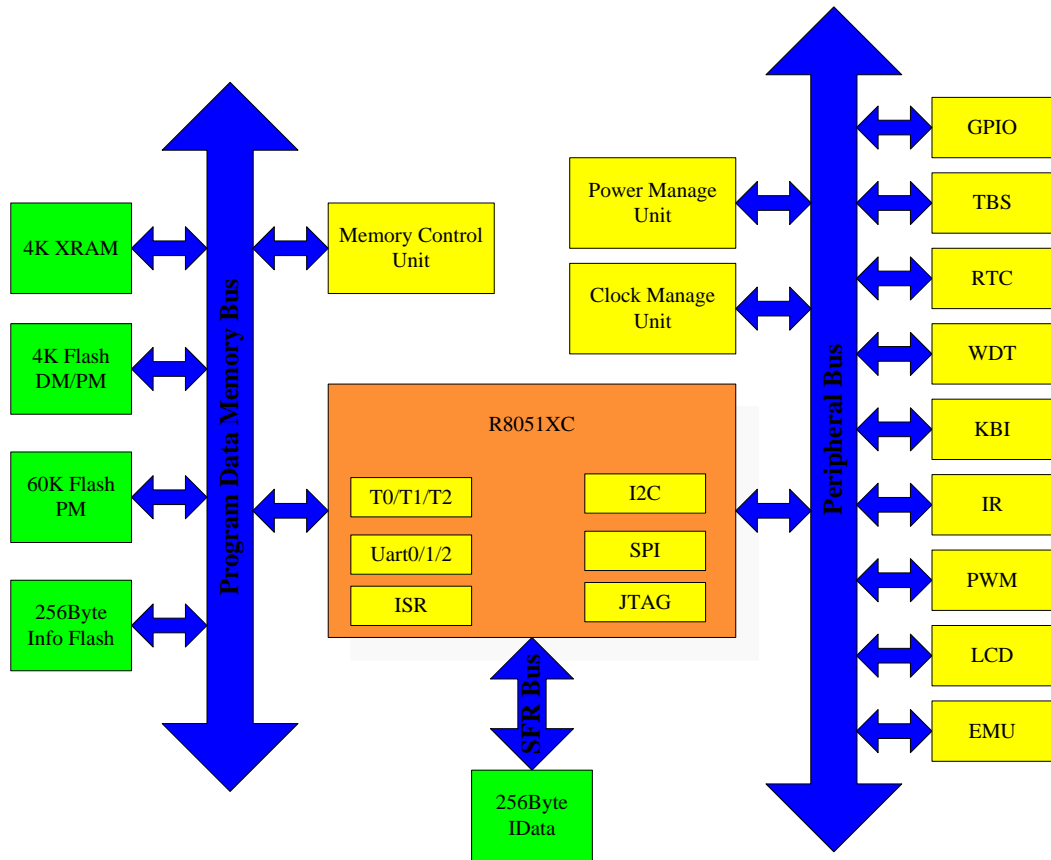 GPIO
Power Manage
Unit
TBS
4K XRAM
Memory Control
Unit
RTC
Clock Manage
Unit
4K Flash
DM/PM
WDT
Program Data Memory Bus
Peripheral Bus
R8051XC
KBI
60K Flash
PM
T0/T1/T2
I2C
IR
Uart0/1/2
SPI
PWM
ISR
JTAG
256Byte
Info Flash
LCD
SFR Bus
EMU
256Byte
IData